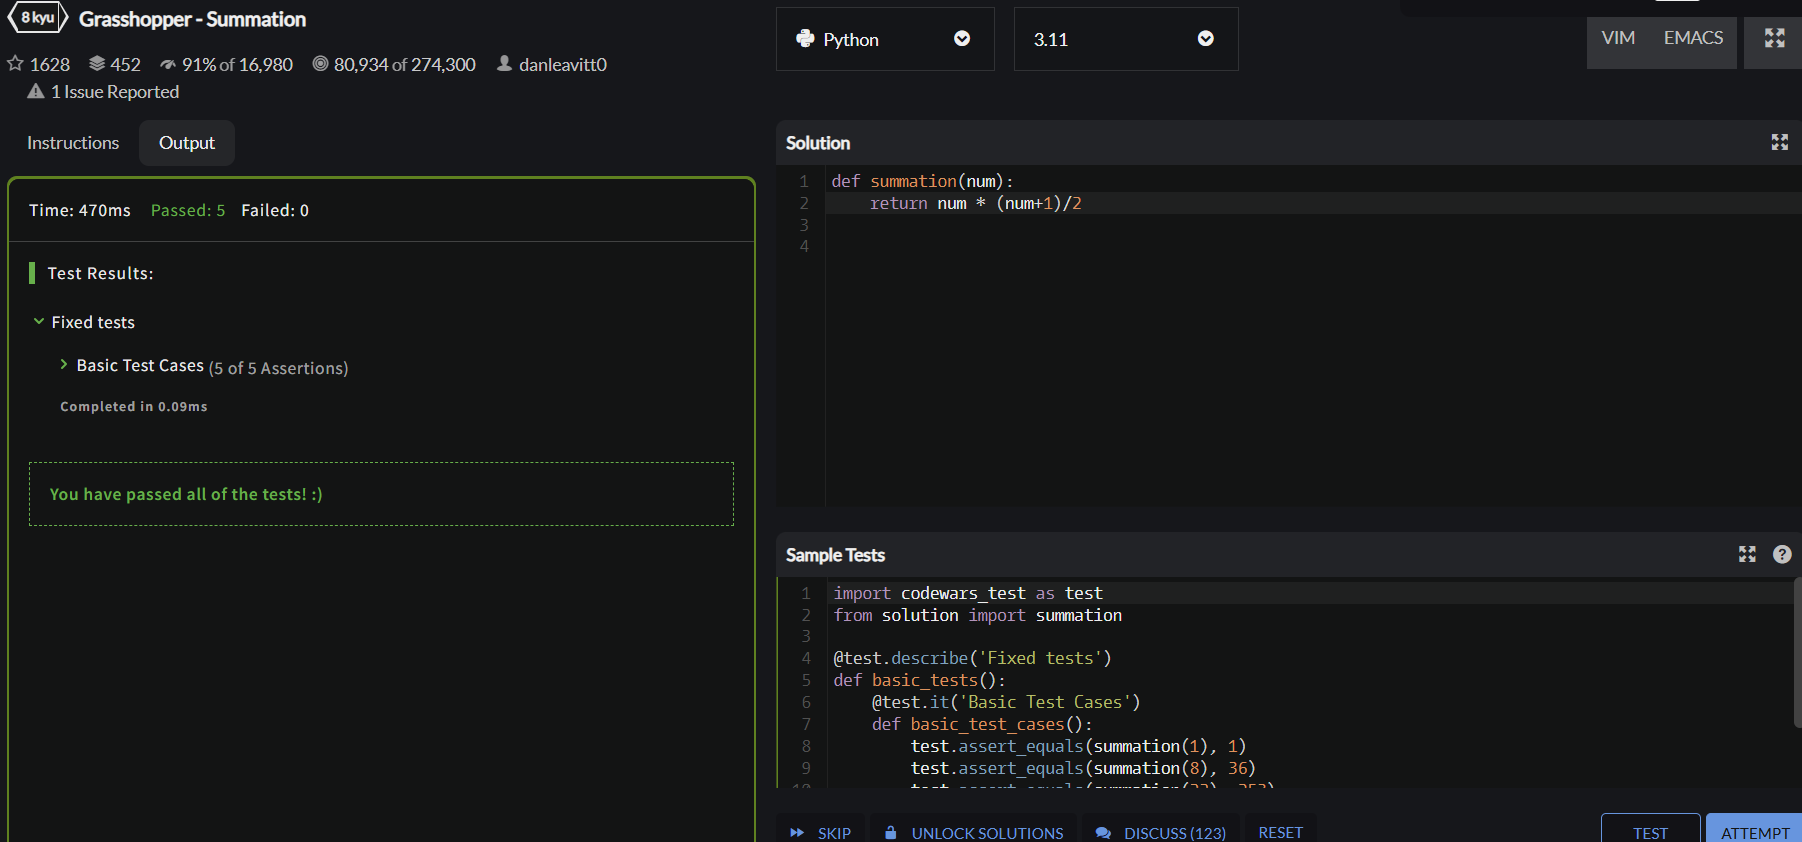 8 kyu Grasshopper - Summation
1628 452 91% of 16,980 80,934 of 274,300 danleavitt0
1 Issue Reported
Instructions Output
Time: 470ms Passed: 5 Failed: 0
Test Results:
Fixed tests
Basic Test Cases (5 of 5 Assertions)
Completed in 0.09ms
You have passed all of the tests! :)
Python 3.11 VIM EMACS
Solution
1 def summation(num):
2     return num * (num+1)/2
3
4
Sample Tests
1 import codewars_test as test
2 from solution import summation
3
4 @test.describe('Fixed tests')
5 def basic_tests():
6     @test.it('Basic Test Cases')
7     def basic_test_cases():
8         test.assert_equals(summation(1), 1)
9         test.assert_equals(summation(8), 36)
SKIP UNLOCK SOLUTIONS DISCUSS (123) RESET TEST ATTEMPT